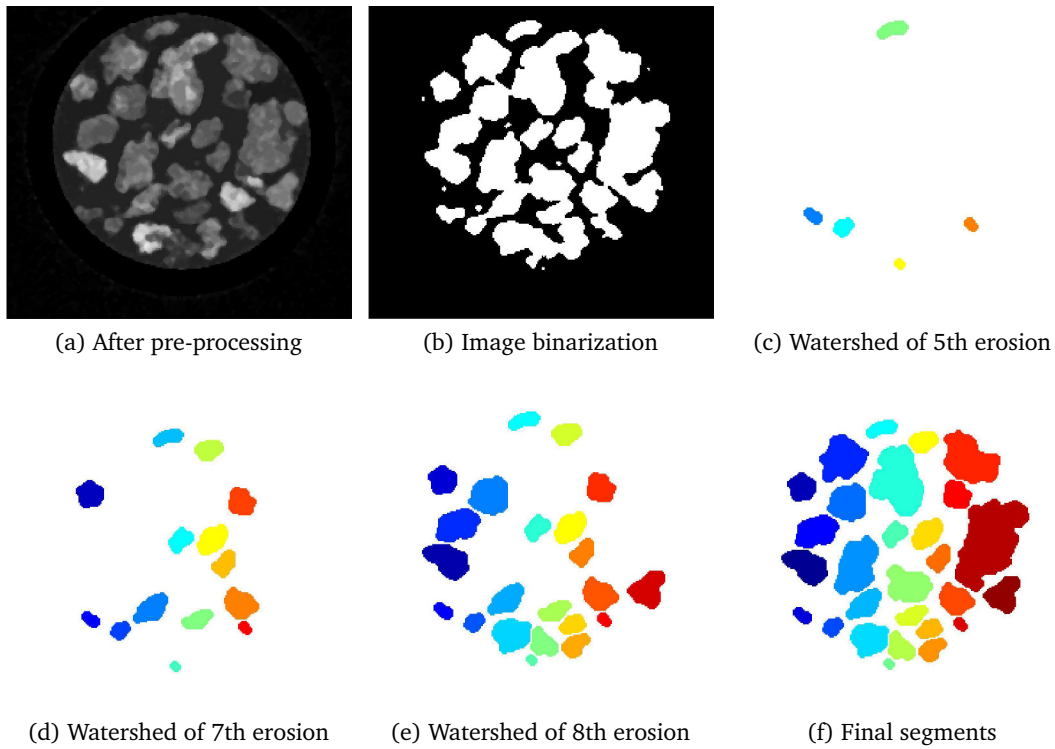 (a) After pre-processing
(b) Image binarization
(c) Watershed of 5th erosion
(d) Watershed of 7th erosion
(e) Watershed of 8th erosion
(f) Final segments